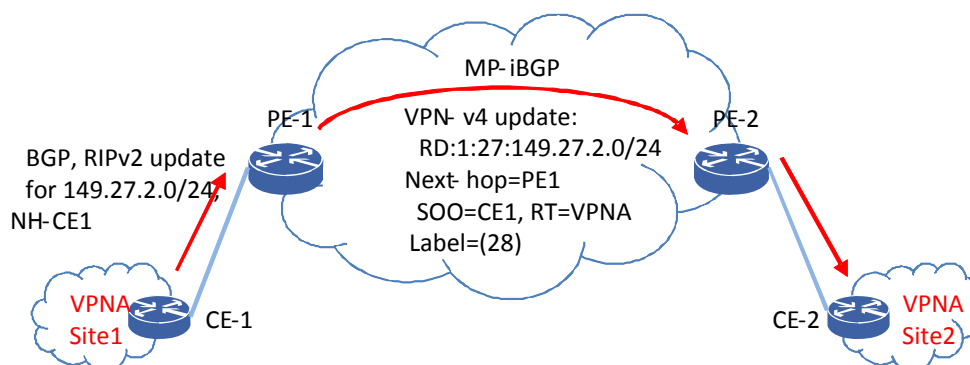 MP-iBGP
PE-1
VPN- v4 update:
PE-2
RD:1:27:149.27.2.0/24
BGP, RIPv2 update
for 149.27.2.0/24,
NH-CE1
Next- hop=PE1
SOO=CE1, RT=VPNA
Label=(28)
VPNA
Site1
CE-1
CE-2
VPNA
Site2